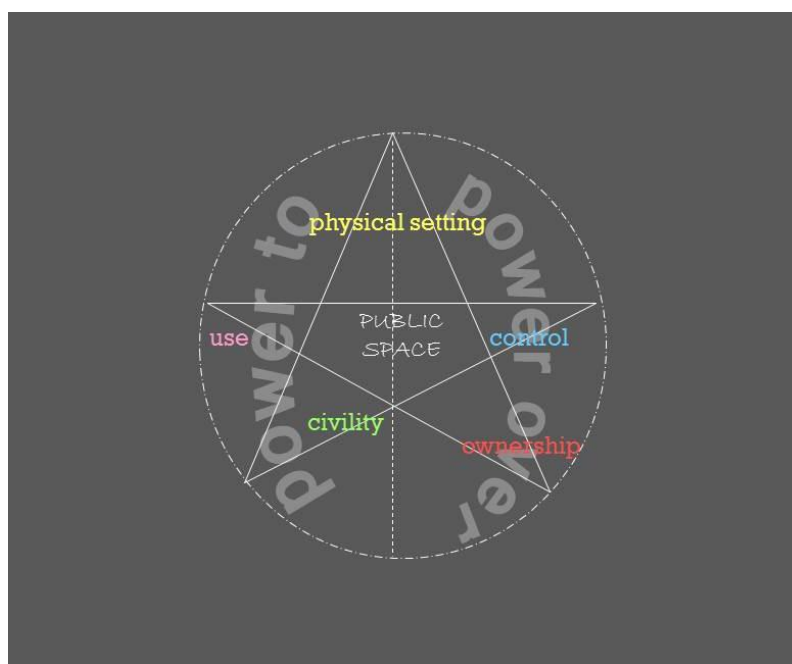 power to
power over
physical setting
PUBLIC
SPACE
use
control
civility
ownership